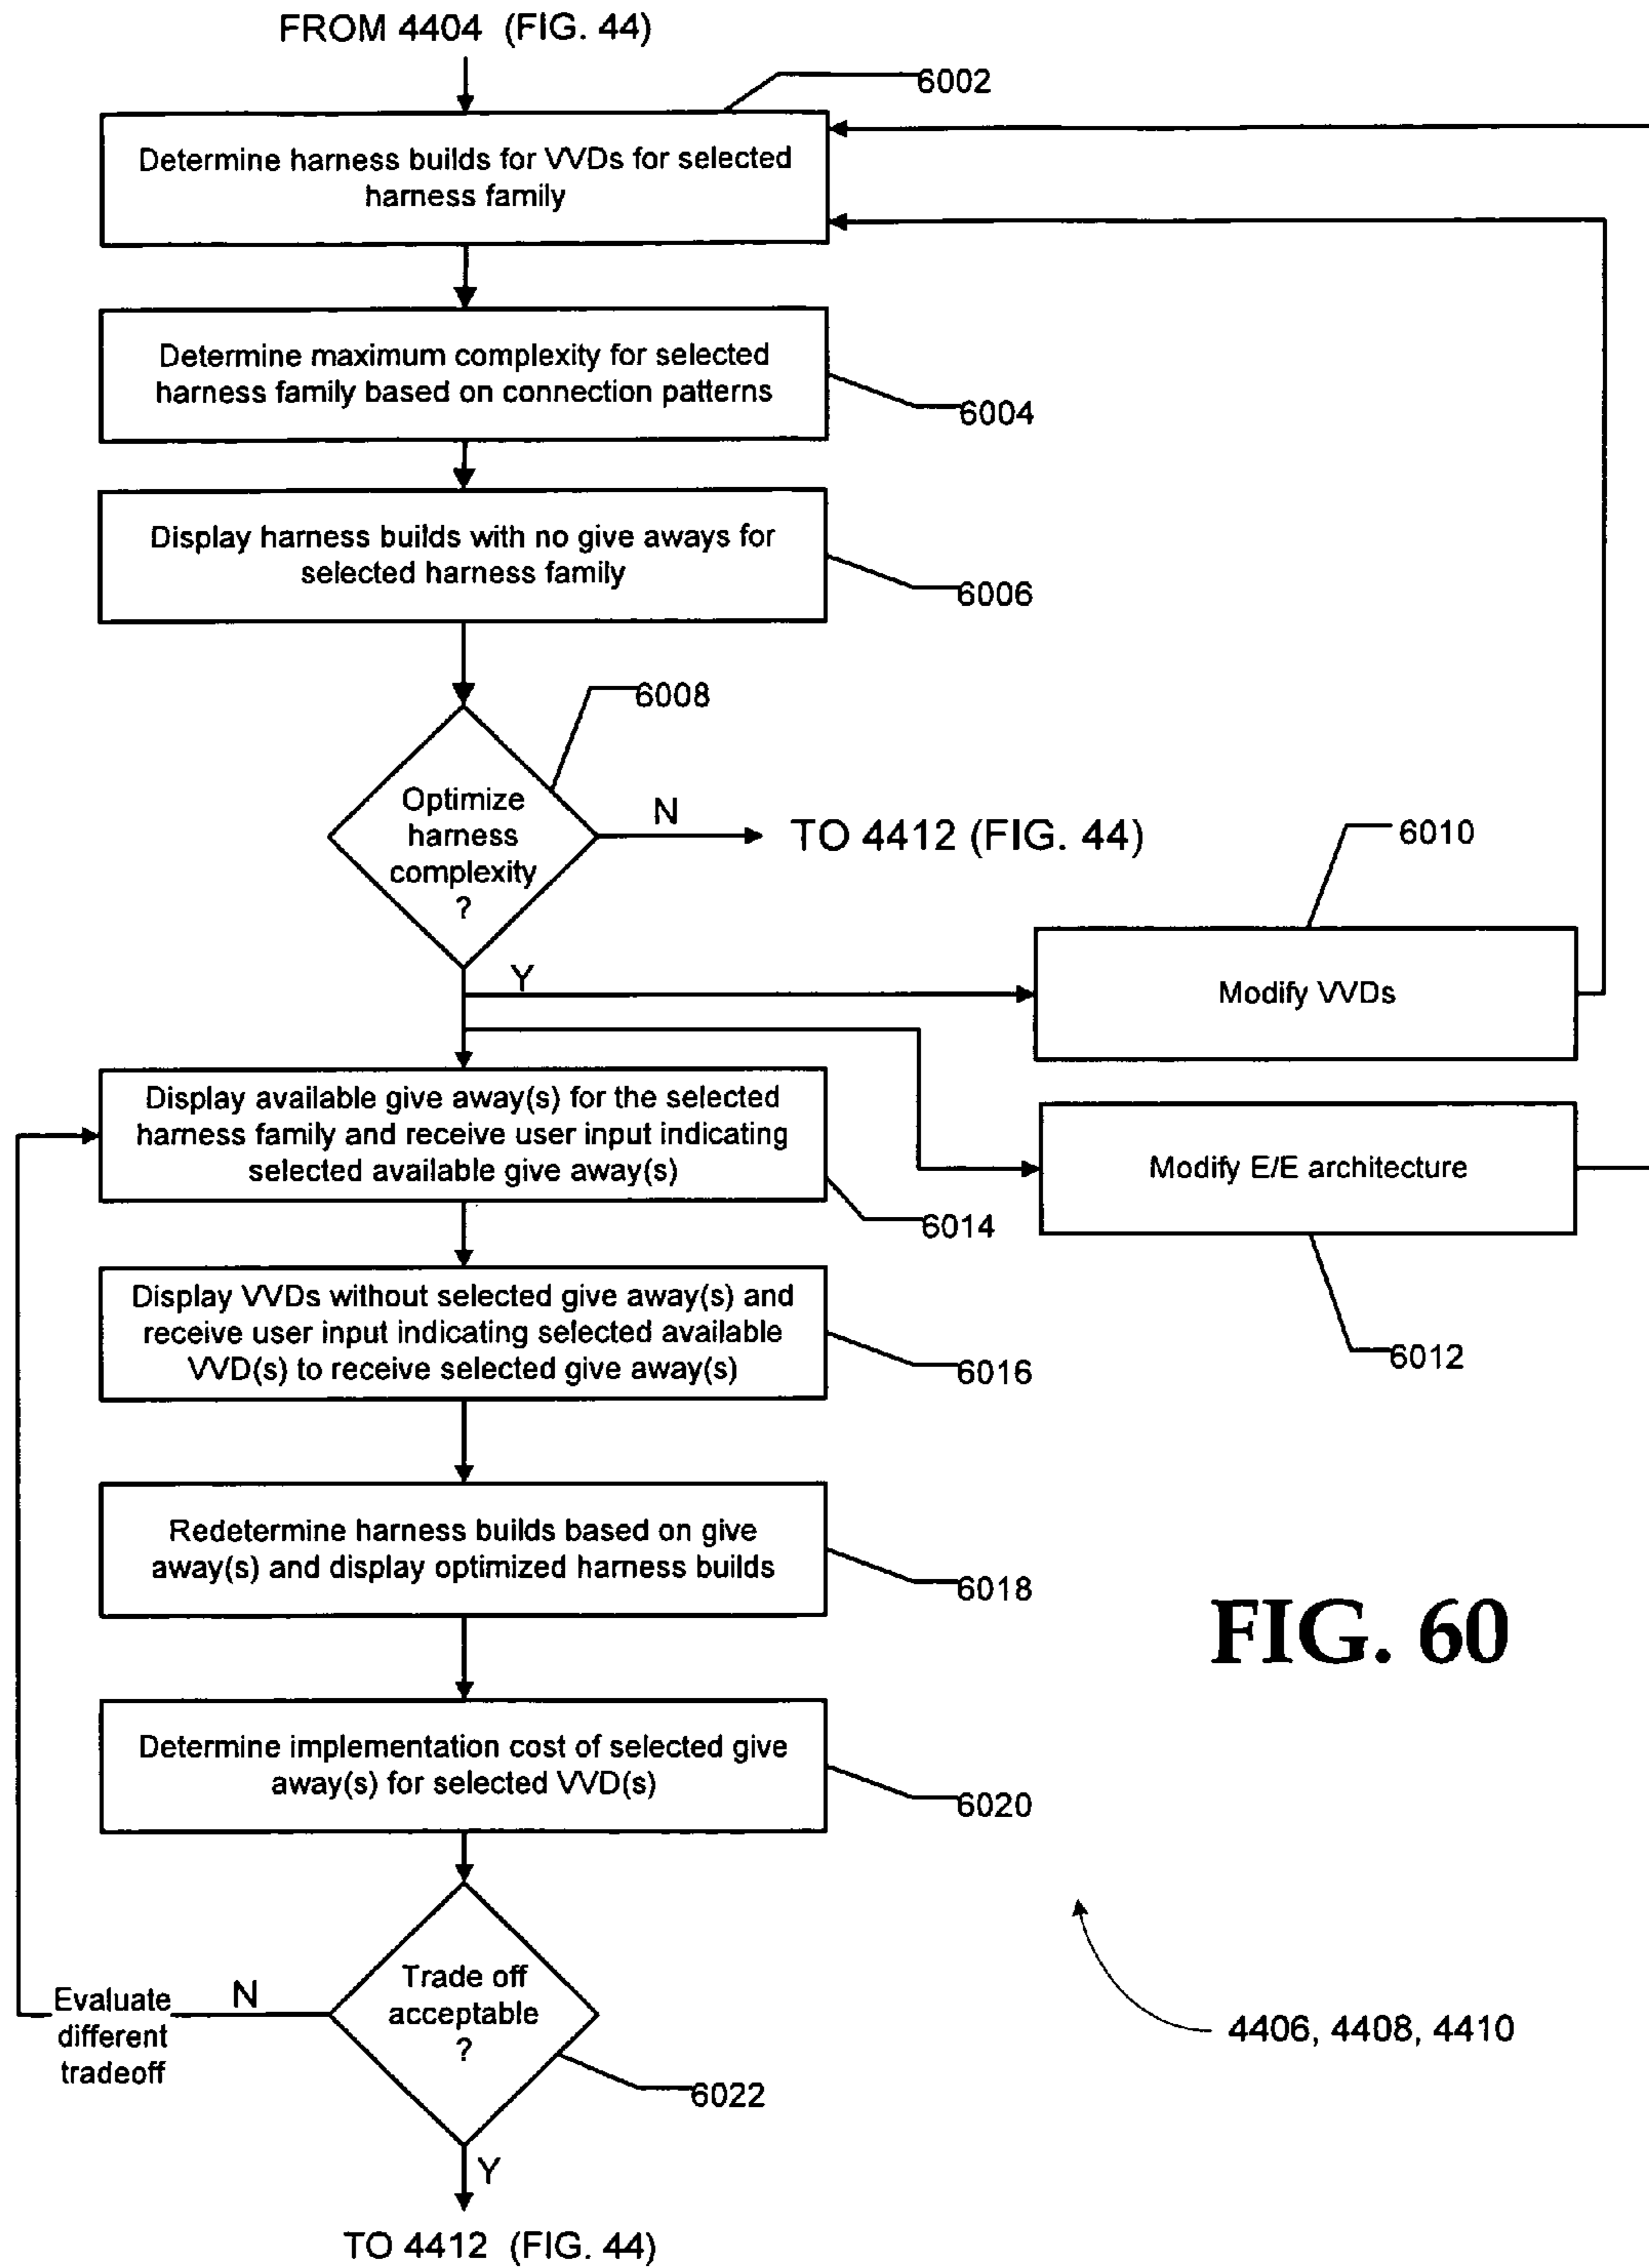 FROM 4404 (FIG. 44)
6002
Determine harness builds for VVDs for selected
harness family
Determine maximum complexity for selected
harness family based on connection patterns
6004
Display harness builds with no give aways for
selected harness family
6006
6008
Optimize
harness
complexity
?
N
TO 4412 (FIG. 44)
6010
Y
Modify VVDs
Display available give away(s) for the selected
harness family and receive user input indicating
selected available give away(s)
6014
Modify E/E architecture
6012
Display VVDs without selected give away(s) and
receive user input indicating selected available
VVD(s) to receive selected give away(s)
6016
Redetermine harness builds based on give
away(s) and display optimized harness builds
6018
FIG. 60
Determine implementation cost of selected give
away(s) for selected VVD(s)
6020
Trade off
acceptable
?
N
Evaluate
different
tradeoff
4406, 4408, 4410
6022
Y
TO 4412 (FIG. 44)